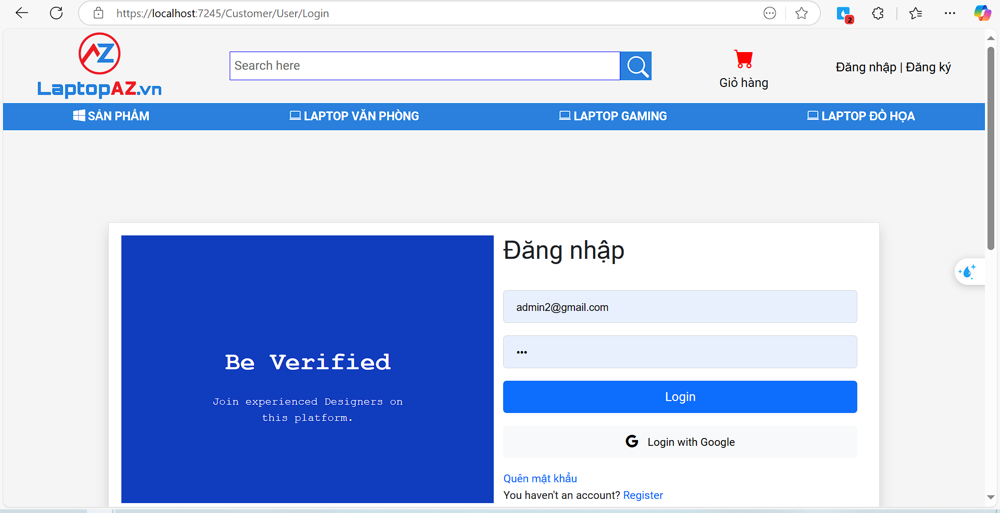 https://localhost:7245/Customer/User/Login
2
AZ
LaptopAZ.vn
Search here
Giỏ hàng
Đăng nhập | Đăng ký
SẢN PHẨM
LAPTOP VĂN PHÒNG
LAPTOP GAMING
LAPTOP ĐỒ HỌA
Be Verified
Join experienced Designers on
this platform.
Đăng nhập
admin2@gmail.com
•••
Login
G Login with Google
Quên mật khẩu
You haven't an account? Register